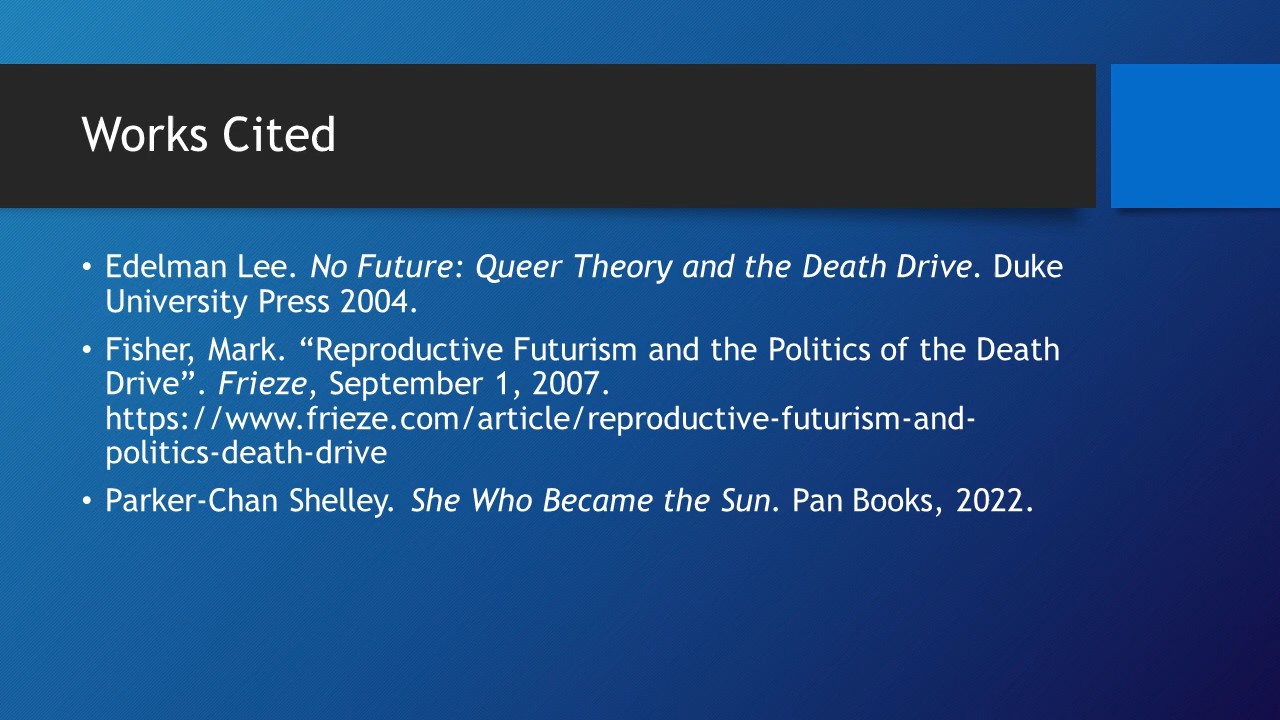 Works Cited
• Edelman Lee. No Future: Queer Theory and the Death Drive. Duke
University Press 2004.
• Fisher, Mark. “Reproductive Futurism and the Politics of the Death
Drive”. Frieze, September 1, 2007.
https://www.frieze.com/article/reproductive-futurism-and-
politics-death-drive
• Parker-Chan Shelley. She Who Became the Sun. Pan Books, 2022.